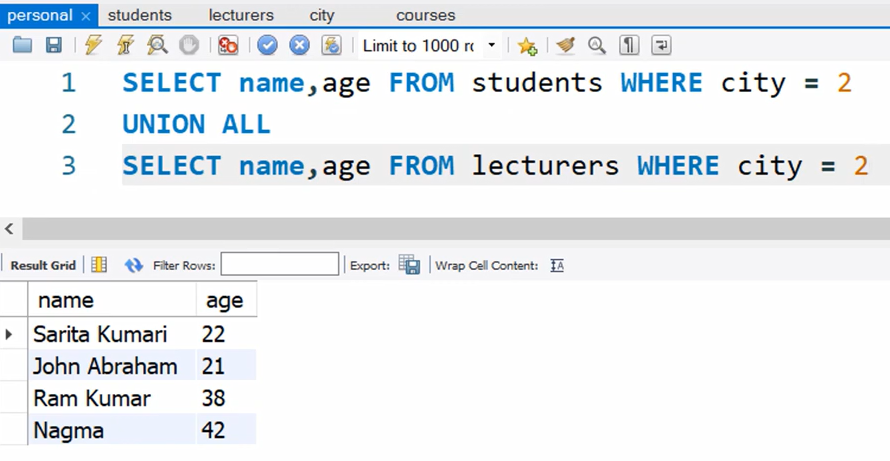 personal × students lecturers city courses
Limit to 1000 rc
1 SELECT name,age FROM students WHERE city = 2
2 UNION ALL
3 SELECT name,age FROM lecturers WHERE city = 2
Result Grid Filter Rows: Export: Wrap Cell Content: IA
name age
Sarita Kumari 22
John Abraham 21
Ram Kumar 38
Nagma 42